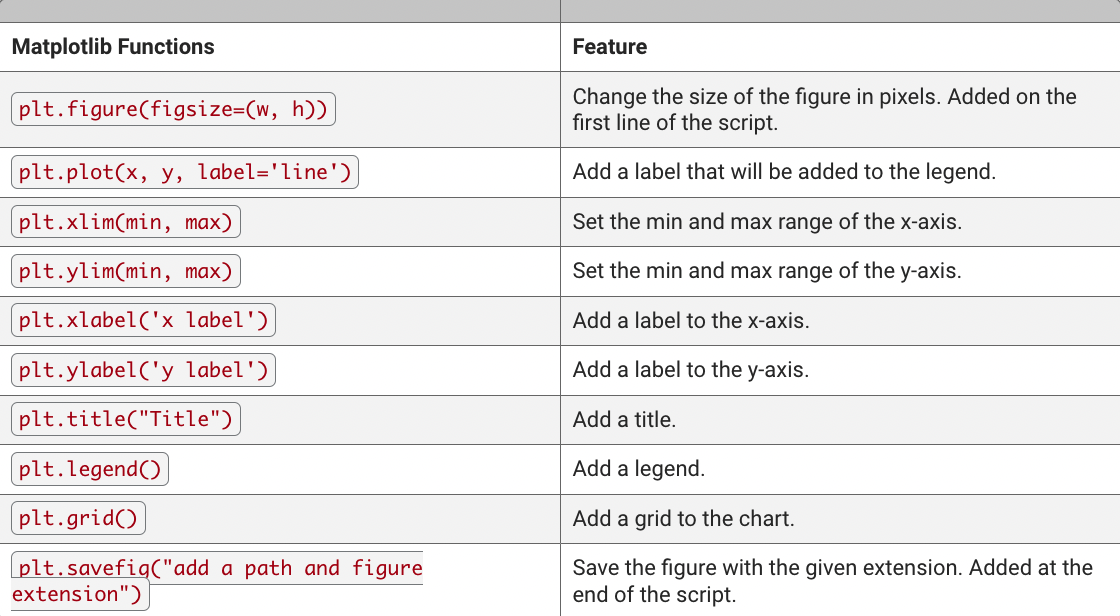 Matplotlib Functions
Feature
plt.figure(figsize=(w, h))
Change the size of the figure in pixels. Added on the
first line of the script.
plt.plot(x, y, label='line')
Add a label that will be added to the legend.
plt.xlim(min, max)
Set the min and max range of the x-axis.
plt.ylim(min, max)
Set the min and max range of the y-axis.
plt.xlabel('x label')
Add a label to the x-axis.
plt.ylabel('y label')
Add a label to the y-axis.
plt.title("Title")
Add a title.
plt.legend()
Add a legend.
plt.grid()
Add a grid to the chart.
plt.savefig("add a path and figure
extension")
Save the figure with the given extension. Added at the
end of the script.